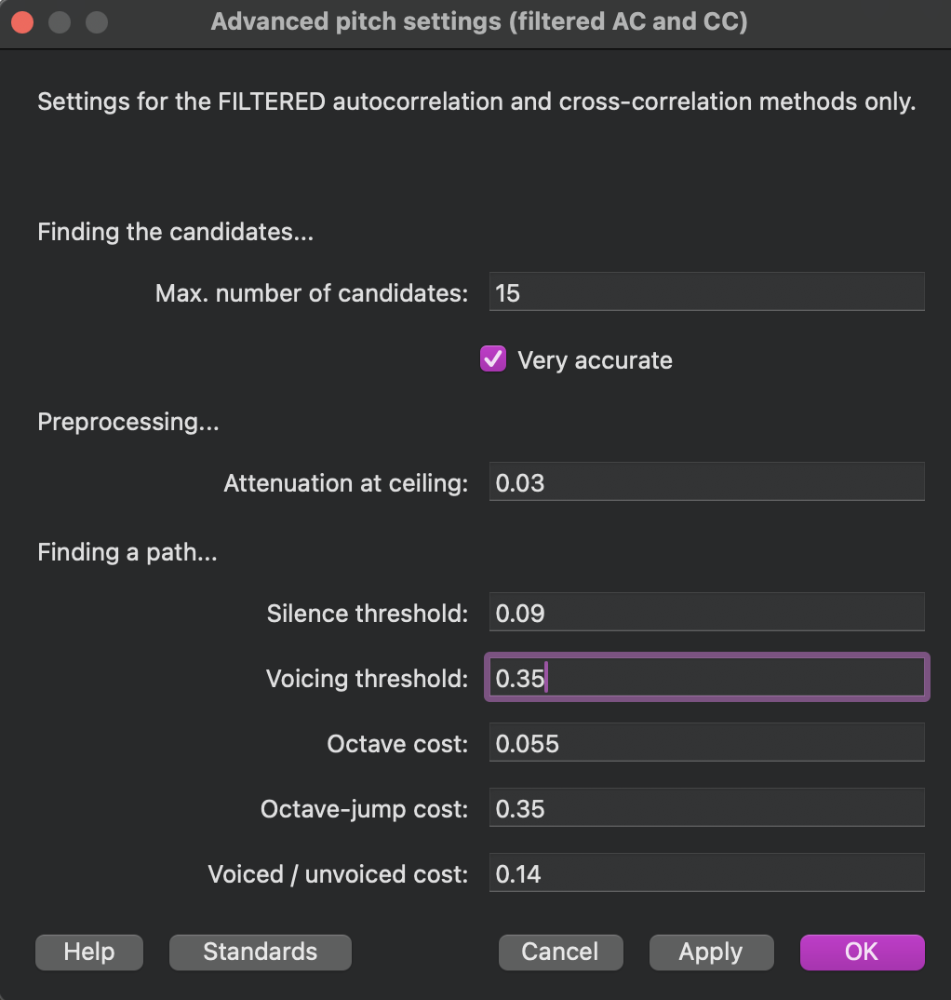 Advanced pitch settings (filtered AC and CC)
Settings for the FILTERED autocorrelation and cross-correlation methods only.
Finding the candidates...
Max. number of candidates: 15
Very accurate
Preprocessing...
Attenuation at ceiling: 0.03
Finding a path...
Silence threshold: 0.09
Voicing threshold: 0.35
Octave cost: 0.055
Octave-jump cost: 0.35
Voiced / unvoiced cost: 0.14
Help Standards Cancel Apply OK